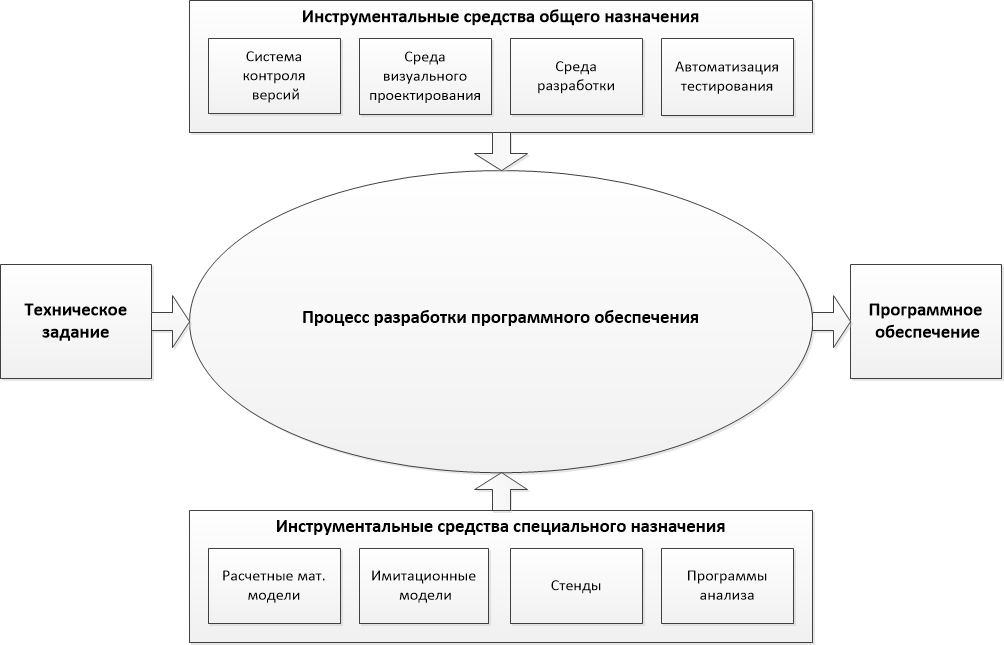 Инструментальные средства общего назначения
Система
контроля
версий
Среда
визуального
проектирования
Среда
разработки
Автоматизация
тестирования
Техническое
задание
Процесс разработки программного обеспечения
Программное
обеспечение
Инструментальные средства специального назначения
Расчетные мат.
модели
Имитационные
модели
Стенды
Программы
анализа